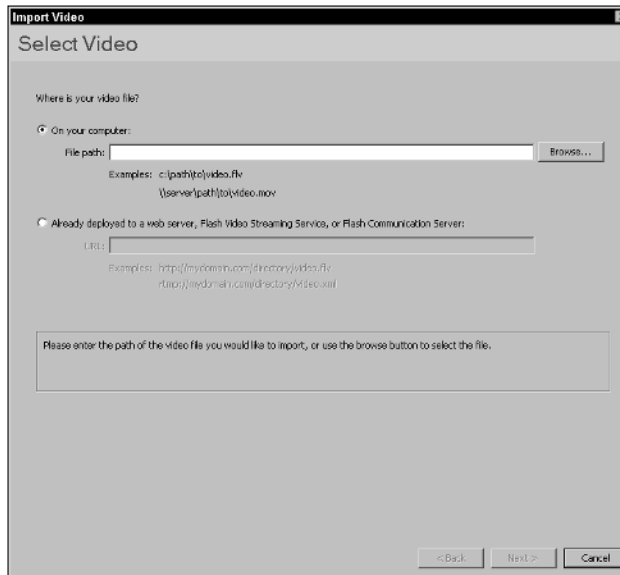 Import Video
Select Video
Where is your video file?
On your computer:
File path:
Browse...
Examples: c:\path\to\video.flv
\\server\path\to\video.mov
Already deployed to a web server, Flash Video Streaming Service, or Flash Communication Server:
URL:
Examples: http://mydomain.com/directory/video.flv
rtmp://mydomain.com/directory/video.xml
Please enter the path of the video file you would like to import, or use the browse button to select the file.
< Back
Next >
Cancel